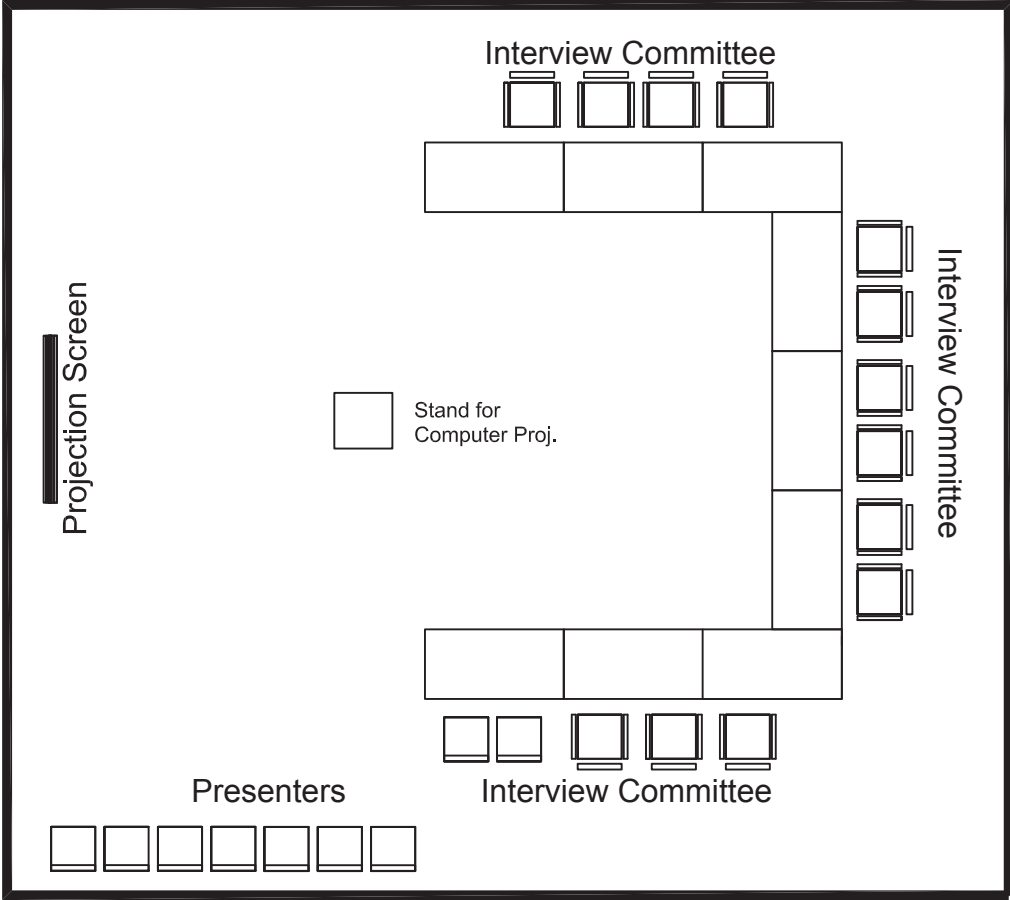 Interview Committee
Projection Screen
Stand for
Computer Proj.
Interview Committee
Presenters
Interview Committee